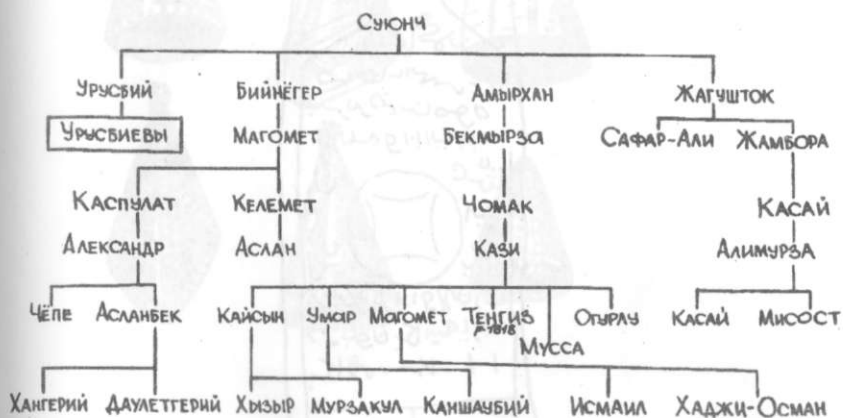 Суюнч
Урусбий Бийнёгер Амырхан Жагушток
Урусбиевы Магомет Бекмырза Сафар-Али Жамбора
Каспулат Келемет Чомак Касай
Александр Аслан Кази Алимурза
Чёпе Асланбек Кайсын Умар Магомет Тенгиз Огурлу Касай Мисост
р-1818
Мусса
Хангерий Даулетгерий Хызыр Мурзакул Каншаубий Исмаил Хаджи-Осман